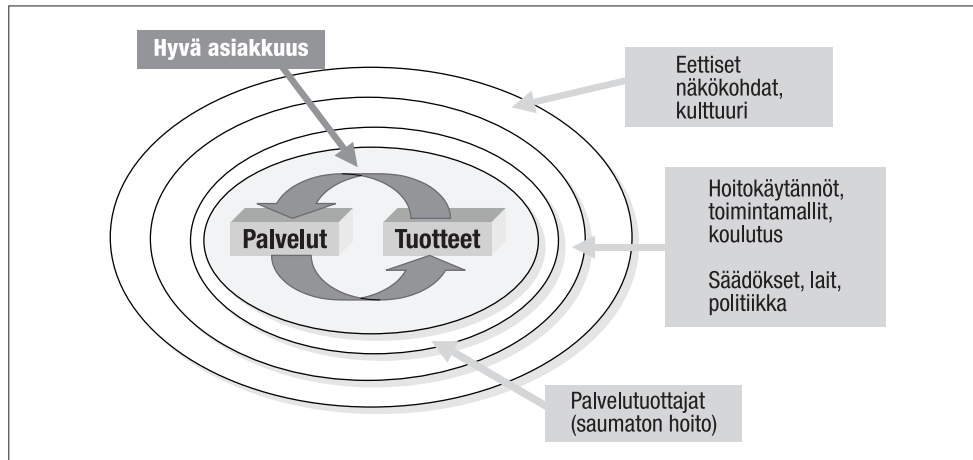 Hyvä asiakkuus
Eettiset
näkökohdat,
kulttuuri
Hoitokäytännöt,
toimintamallit,
koulutus
Säädökset, lait,
politiikka
Palvelut
Tuotteet
Palvelutuottajat
(saumaton hoito)